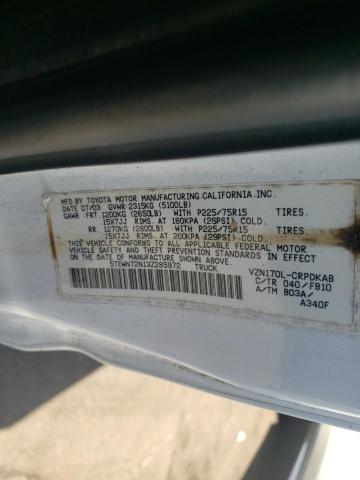 MFD BY TOYOTA MOTOR MANUFACTURING.CALIFORNIA.INC.
DATE 07/03 GVWR 2315KG (5100LB)
GAWR: FRT.1200KG (2650LB) WITH P225/75R15 TIRES.
15X7JJ RIMS. AT 180KPA (26PSI) COLD.
RR. 1270KG (2800LB) WITH P225/75R15 TIRES.
15X7JJ RIMS. AT 200KPA (29PSI) COLD.
THIS VEHICLE CONFORMS TO ALL APPLICABLE FEDERAL MOTOR
VEHICLE SAFETY, BUMPER, AND THEFT PREVENTION STANDARDS IN
EFFECT ON THE DATE OF MANUFACTURE SHOWN ABOVE.
5TEWN72N13Z285972 TRUCK
VZN170L-CRPDKAB
C/TR 040/FB10
A/TM B03A/
A340F